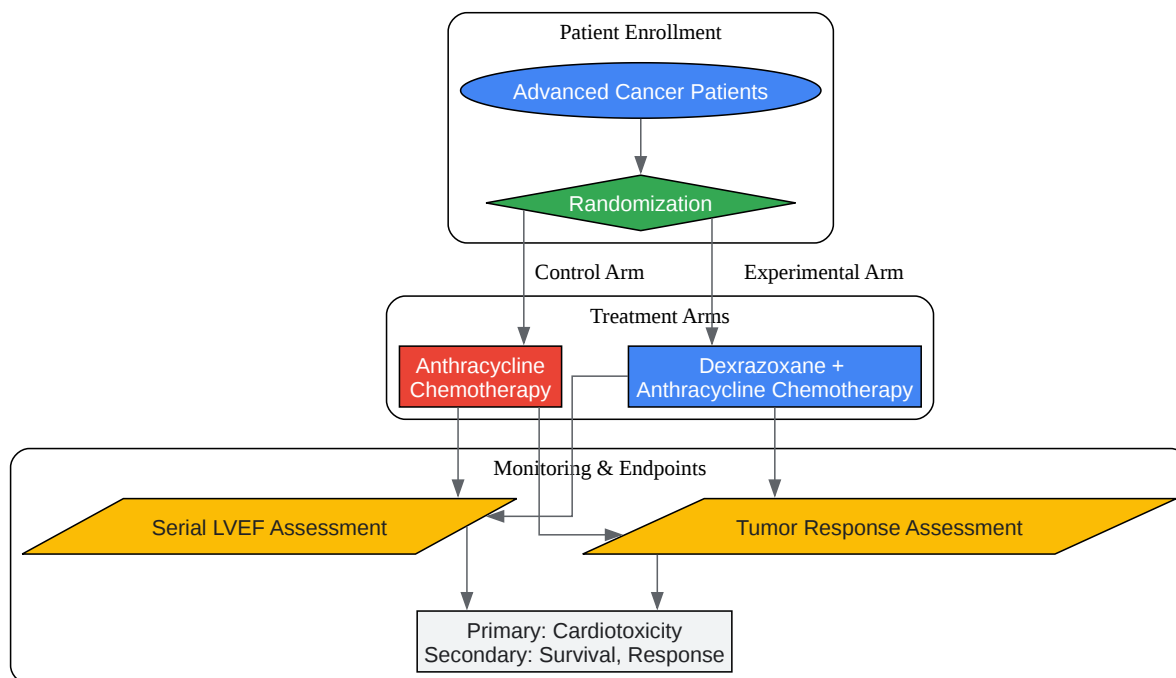 Patient Enrollment
Advanced Cancer Patients
Randomization
Control Arm
Experimental Arm
Treatment Arms
Anthracycline
Chemotherapy
Dexrazoxane +
Anthracycline Chemotherapy
Monitoring & Endpoints
Serial LVEF Assessment
Tumor Response Assessment
Primary: Cardiotoxicity
Secondary: Survival, Response